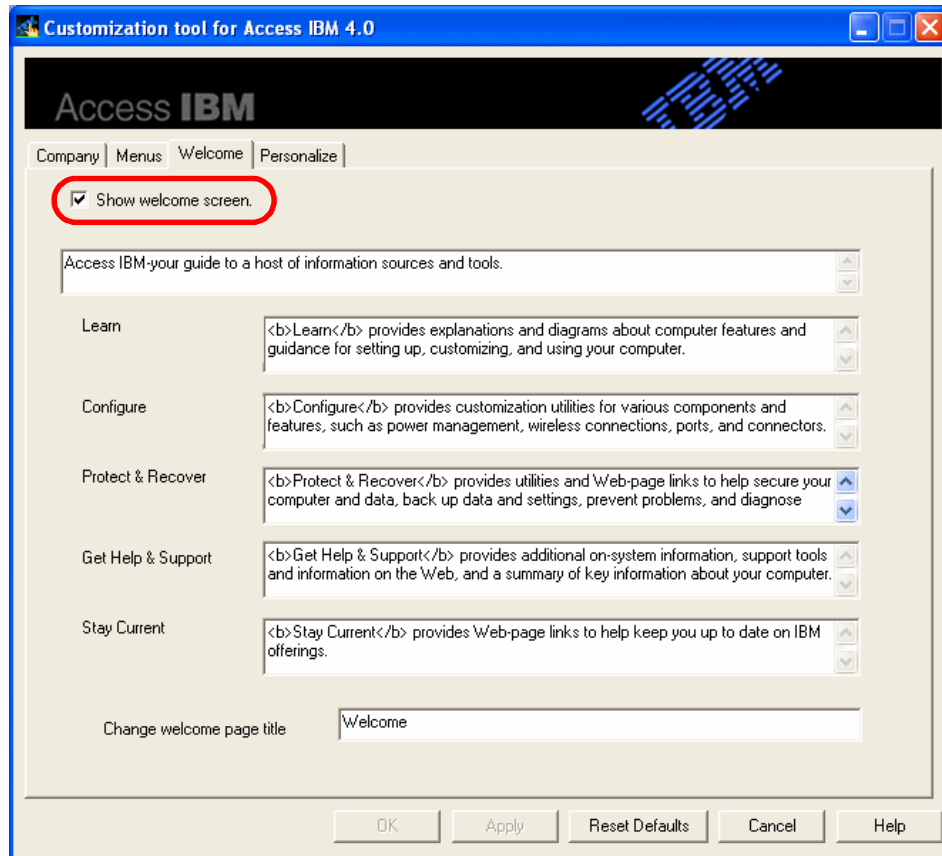 Customization tool for Access IBM 4.0
Access IBM
IBM
Company
Menus
Welcome
Personalize
Show welcome screen.
Access IBM-your guide to a host of information sources and tools.
Learn
<b>Learn</b> provides explanations and diagrams about computer features and
guidance for setting up, customizing, and using your computer.
Configure
<b>Configure</b> provides customization utilities for various components and
features, such as power management, wireless connections, ports, and connectors.
Protect & Recover
<b>Protect & Recover</b> provides utilities and Web-page links to help secure your
computer and data, back up data and settings, prevent problems, and diagnose
Get Help & Support
<b>Get Help & Support</b> provides additional on-system information, support tools
and information on the Web, and a summary of key information about your computer.
Stay Current
<b>Stay Current</b> provides Web-page links to help keep you up to date on IBM
offerings.
Change welcome page title
Welcome
OK
Apply
Reset Defaults
Cancel
Help